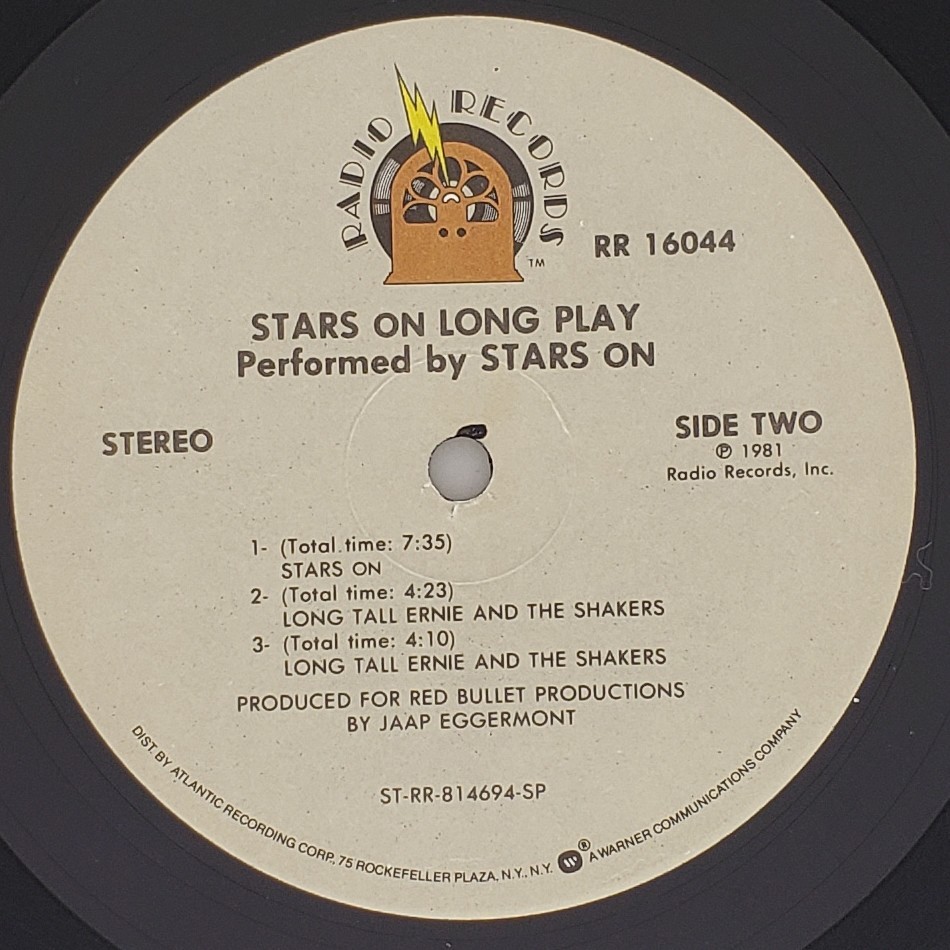 RADIO RECORDS
TM
RR 16044
STARS ON LONG PLAY
Performed by STARS ON
STEREO
SIDE TWO
℗ 1981
Radio Records, Inc.
1- (Total time: 7:35)
STARS ON
2- (Total time: 4:23)
LONG TALL ERNIE AND THE SHAKERS
3- (Total time: 4:10)
LONG TALL ERNIE AND THE SHAKERS
PRODUCED FOR RED BULLET PRODUCTIONS
BY JAAP EGGERMONT
ST-RR-814694-SP
DIST. BY ATLANTIC RECORDING CORP., 75 ROCKEFELLER PLAZA, N.Y., N.Y. ® A WARNER COMMUNICATIONS COMPANY